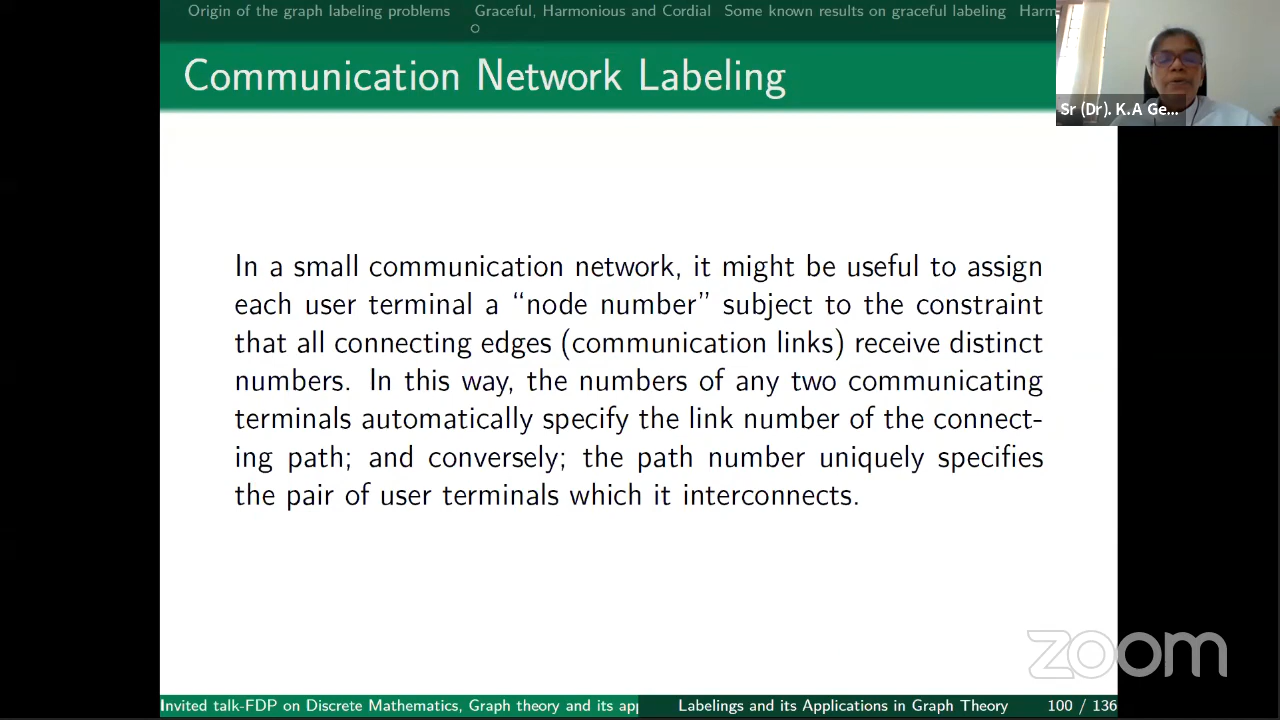 Origin of the graph labeling problems Graceful, Harmonious and Cordial Some known results on graceful labeling Harm
Communication Network Labeling
Sr (Dr). K.A Ge...
In a small communication network, it might be useful to assign
each user terminal a “node number” subject to the constraint
that all connecting edges (communication links) receive distinct
numbers. In this way, the numbers of any two communicating
terminals automatically specify the link number of the connect-
ing path; and conversely; the path number uniquely specifies
the pair of user terminals which it interconnects.
zoom
Invited talk-FDP on Discrete Mathematics, Graph theory and its app Labelings and its Applications in Graph Theory 100 / 136